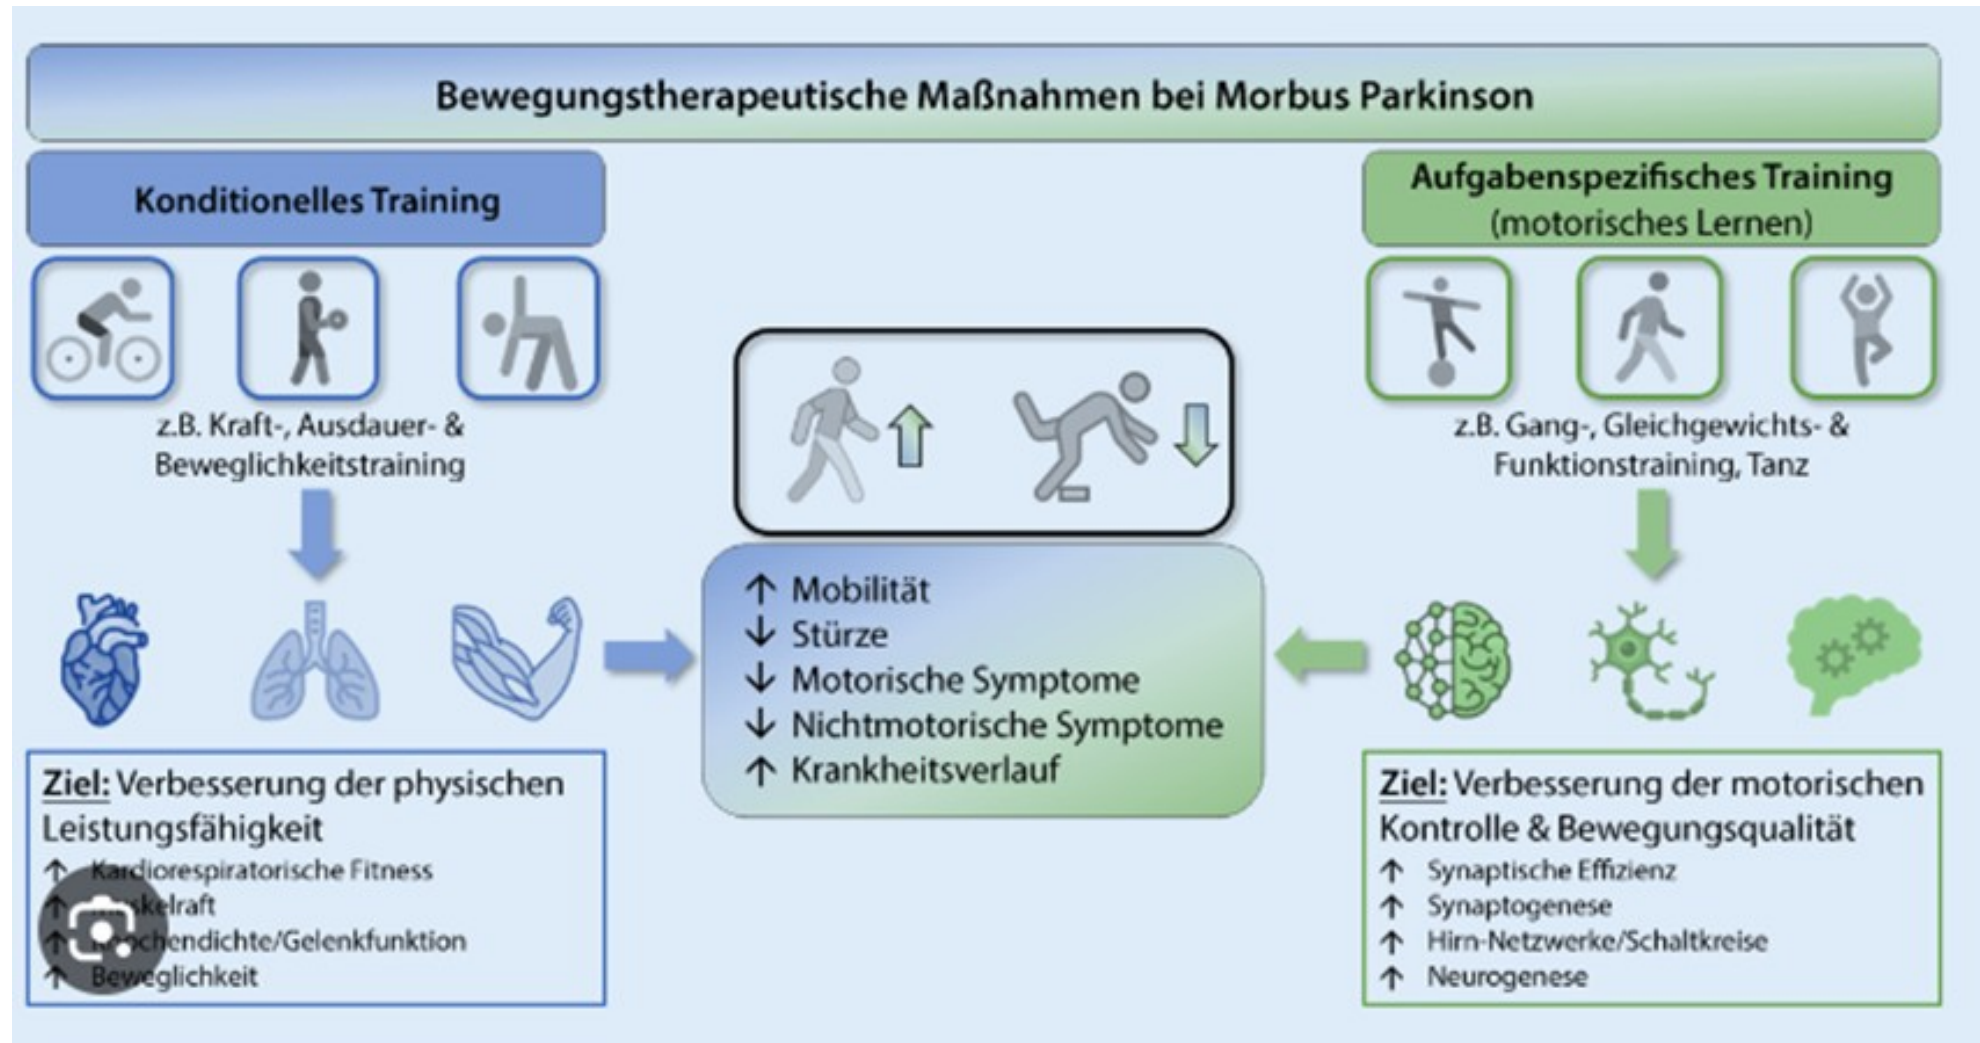 Bewegungstherapeutische Maßnahmen bei Morbus Parkinson
Konditionelles Training
z.B. Kraft-, Ausdauer- &
Beweglichkeitstraining
Ziel: Verbesserung der physischen
Leistungsfähigkeit
↑ Kardiorespiratorische Fitness
↑ Muskelraft
↑ Knochendichte/Gelenkfunktion
↑ Beweglichkeit
↑ Mobilität
↓ Stürze
↓ Motorische Symptome
↓ Nichtmotorische Symptome
↑ Krankheitsverlauf
Aufgabenspezifisches Training
(motorisches Lernen)
z.B. Gang-, Gleichgewichts- &
Funktionstraining, Tanz
Ziel: Verbesserung der motorischen
Kontrolle & Bewegungsqualität
↑ Synaptische Effizienz
↑ Synaptogenese
↑ Hirn-Netzwerke/Schaltkreise
↑ Neurogenese